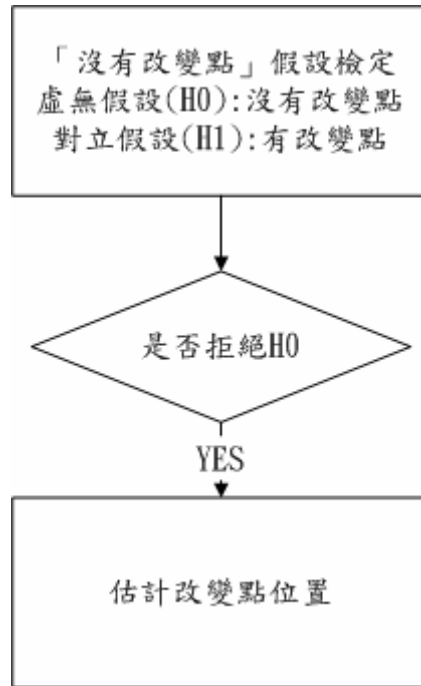 「沒有改變點」假設檢定
虛無假設(H0):沒有改變點
對立假設(H1):有改變點
是否拒絕H0
YES
估計改變點位置